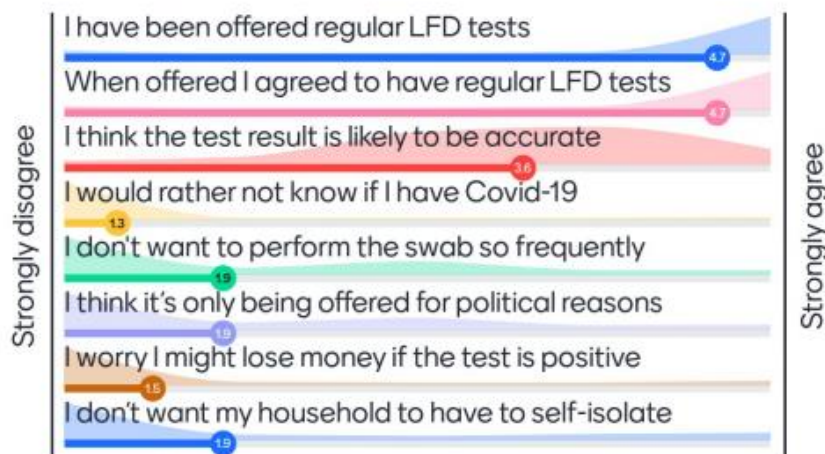 I have been offered regular LFD tests
4.7
When offered I agreed to have regular LFD tests
4.7
I think the test result is likely to be accurate
3.6
I would rather not know if I have Covid-19
1.3
I don't want to perform the swab so frequently
1.9
I think it's only being offered for political reasons
1.9
I worry I might lose money if the test is positive
1.5
I don't want my household to have to self-isolate
1.9
Strongly disagree
Strongly agree